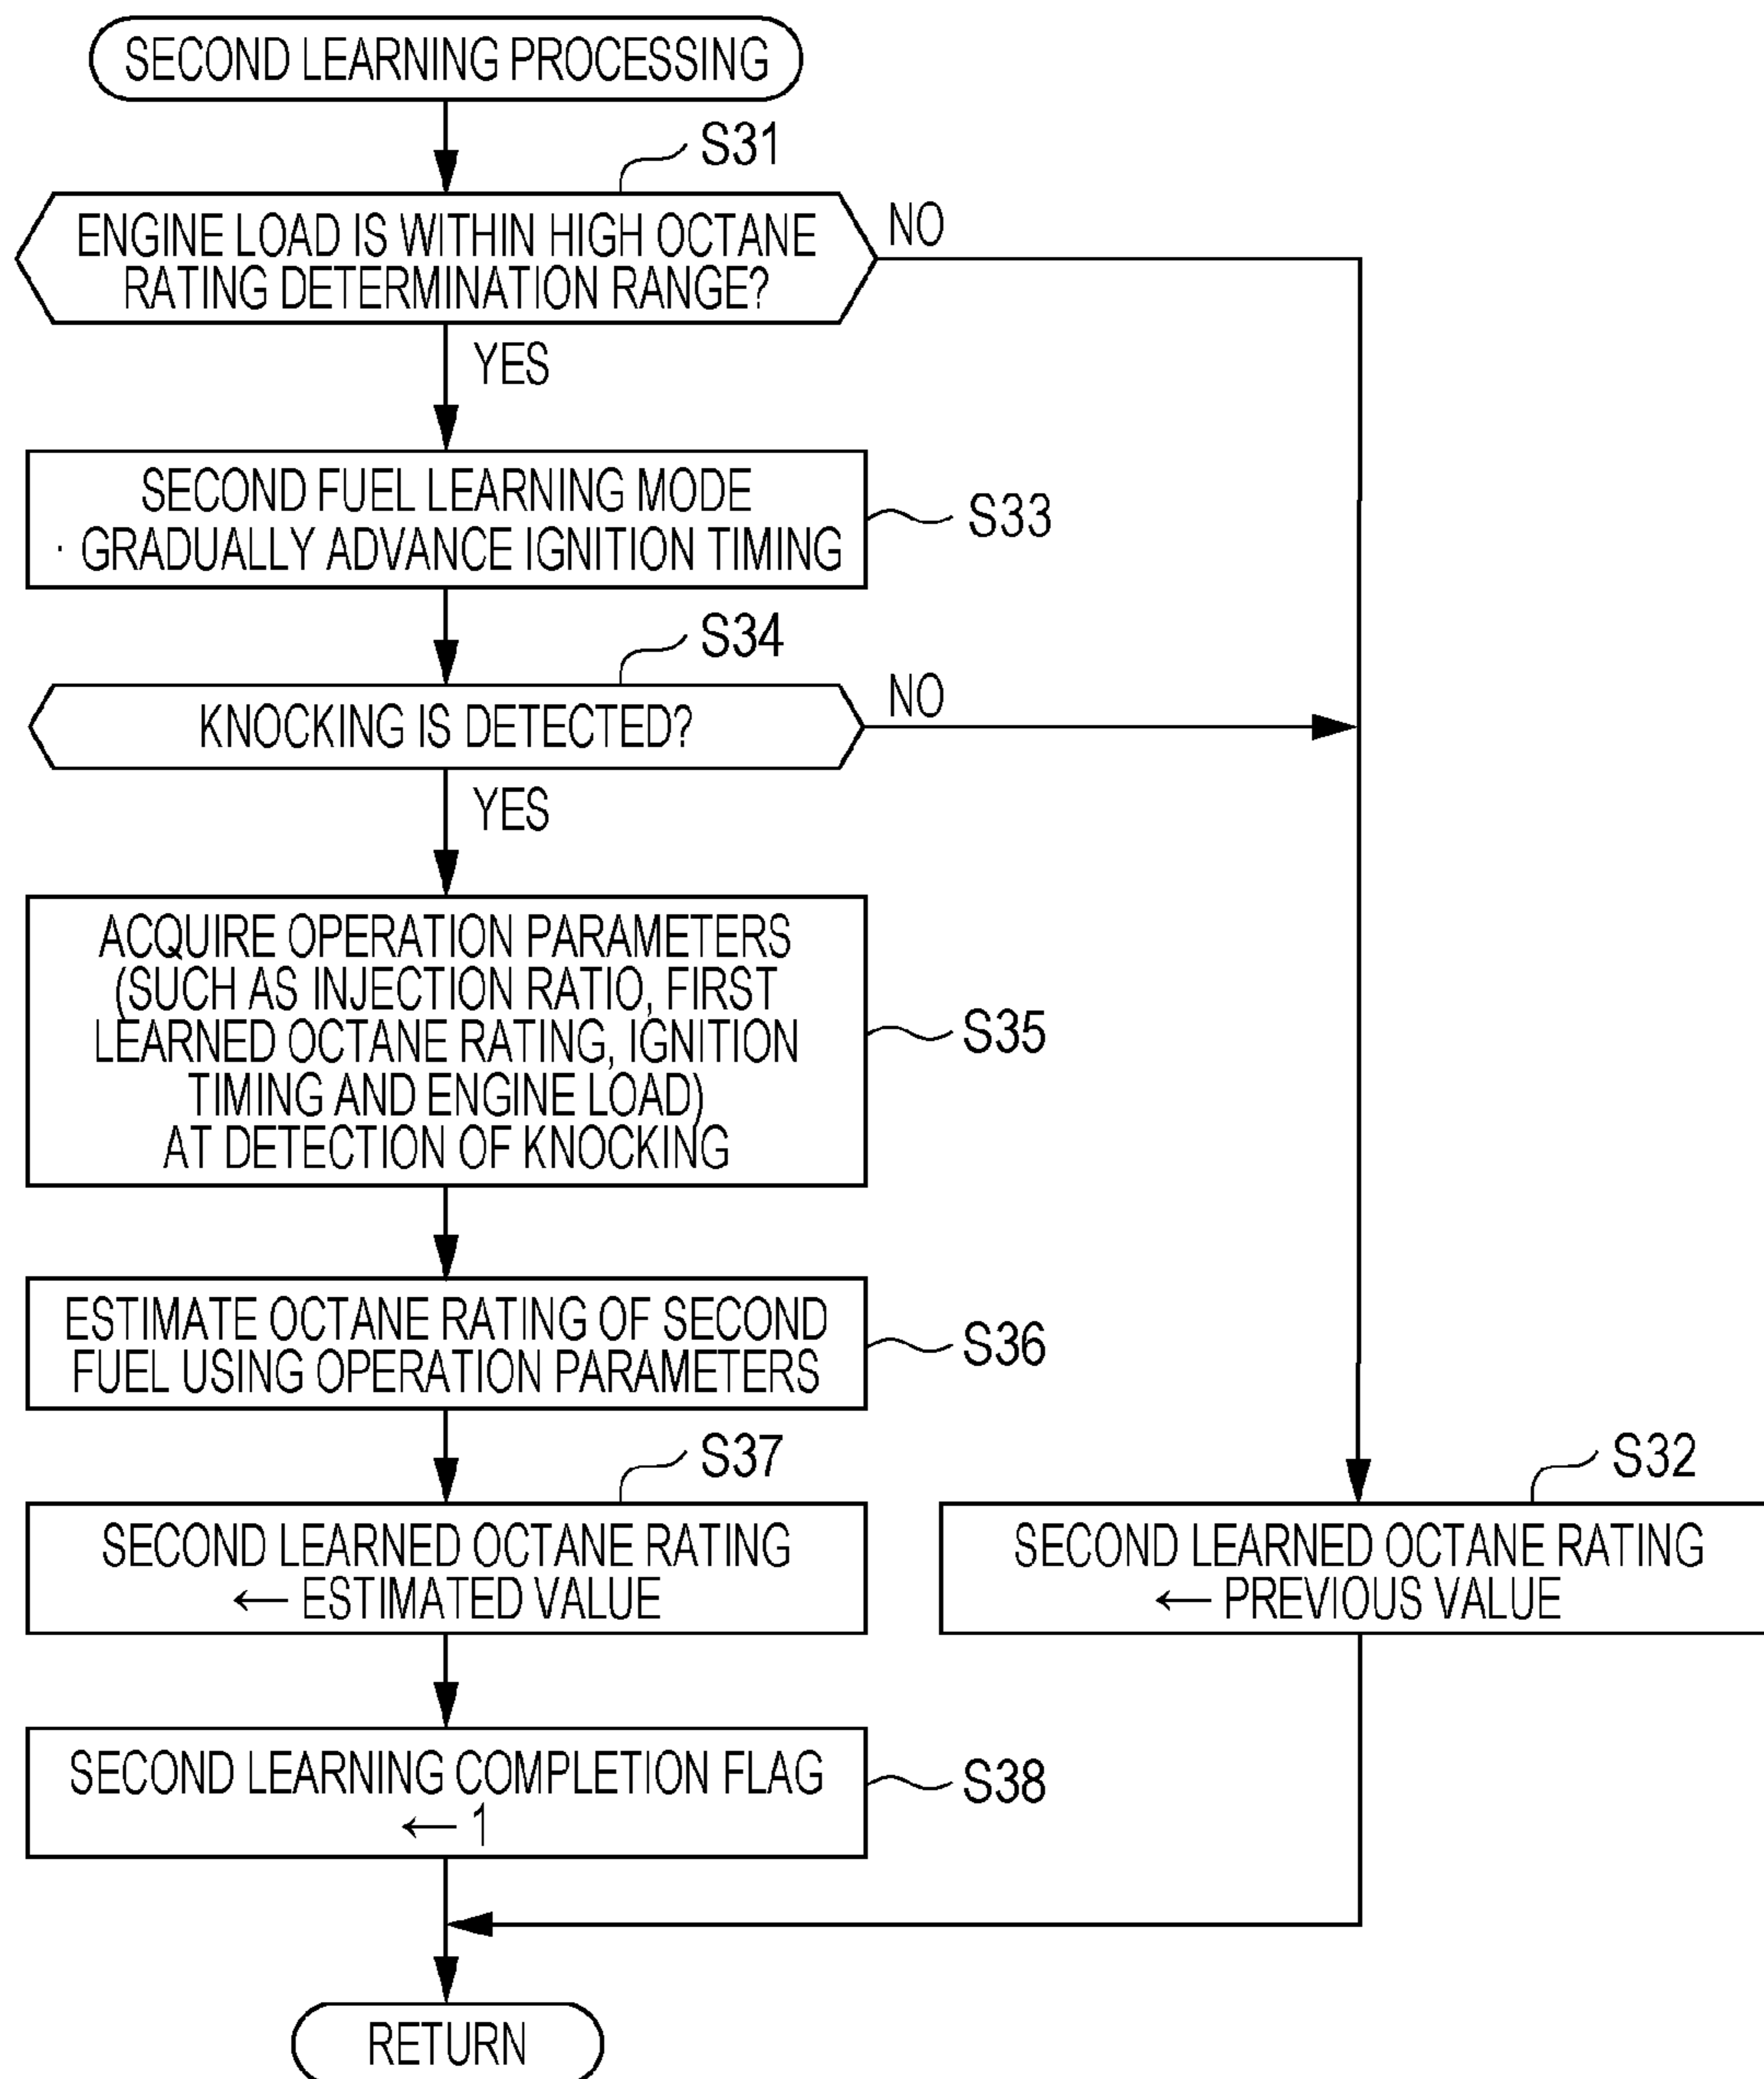 SECOND LEARNING PROCESSING
S31
ENGINE LOAD IS WITHIN HIGH OCTANE
RATING DETERMINATION RANGE?
NO
YES
SECOND FUEL LEARNING MODE
· GRADUALLY ADVANCE IGNITION TIMING
S33
S34
KNOCKING IS DETECTED?
NO
YES
ACQUIRE OPERATION PARAMETERS
(SUCH AS INJECTION RATIO, FIRST
LEARNED OCTANE RATING, IGNITION
TIMING AND ENGINE LOAD)
AT DETECTION OF KNOCKING
S35
ESTIMATE OCTANE RATING OF SECOND
FUEL USING OPERATION PARAMETERS
S36
S37
SECOND LEARNED OCTANE RATING
← ESTIMATED VALUE
S32
SECOND LEARNED OCTANE RATING
← PREVIOUS VALUE
SECOND LEARNING COMPLETION FLAG
← 1
S38
RETURN